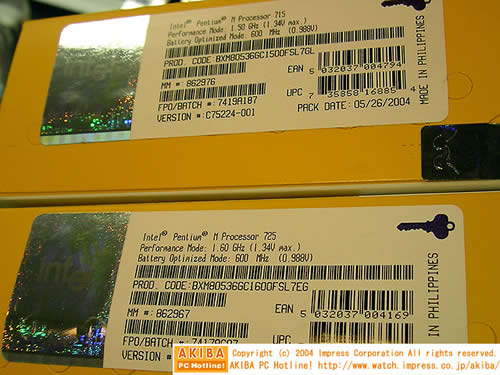 Intel® Pentium® M Processor 715
Performance Mode: 1.50 GHz (1.34V max.)
Battery Optimized Mode: 600 MHz (0.988V)
PROD. CODE:BXM80536GC1500FSL7GL
MM #: 862976
EAN 5 032037 004794
FPO/BATCH #:7419A187
UPC 7 35858 16885 4
VERSION #:C75224-001
PACK DATE: 05/26/2004
MADE IN PHILIPPINES
intel
Intel® Pentium® M Processor 725
Performance Mode: 1.60 GHz (1.34V max.)
Battery Optimized Mode: 600 MHz (0.988V)
PROD. CODE:BXM80536GC1600FSL7EG
MM #: 862967
EAN 5 032037 004169
UPC
IN PHILIPPINES
AKIBA
PC Hotline!
Copyright (c) 2004 Impress Corporation All rights reserved.
AKIBA PC Hotline! http://www.watch.impress.co.jp/akiba/